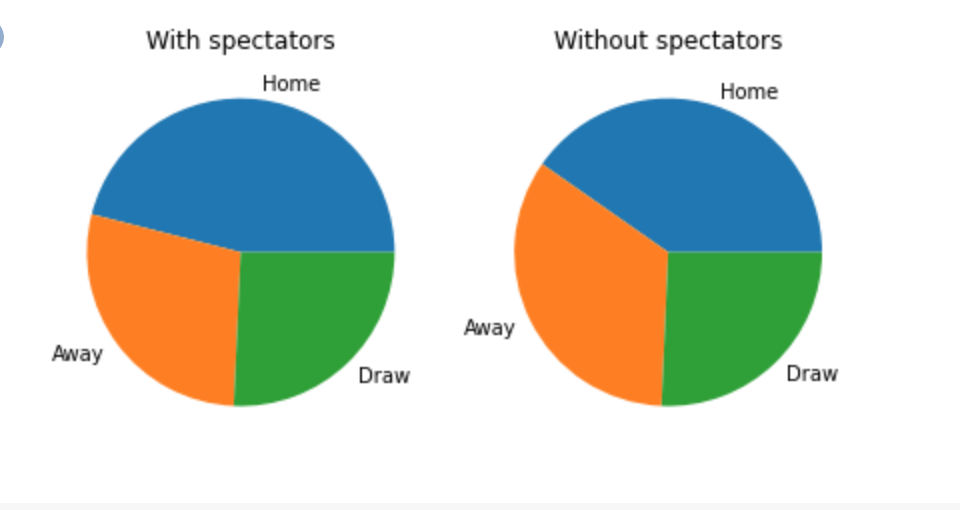 With spectators
Home
Away
Draw
Without spectators
Home
Away
Draw